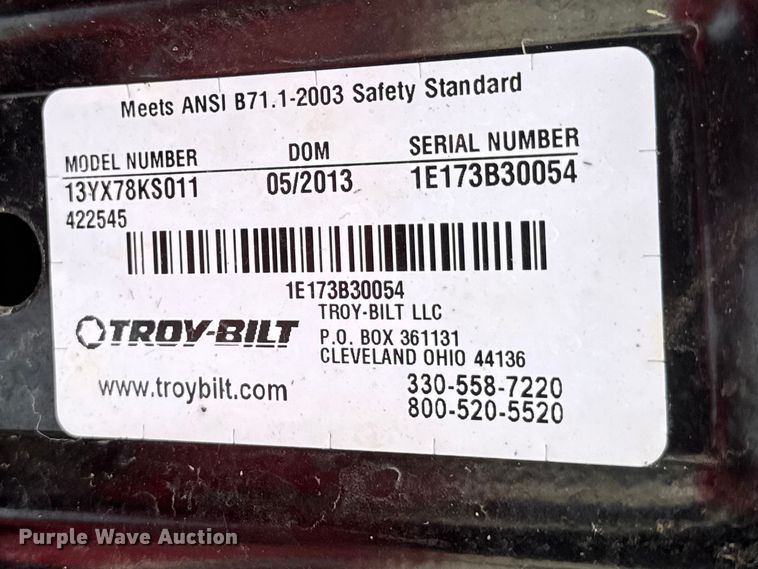 Meets ANSI B71.1-2003 Safety Standard
MODEL NUMBER DOM SERIAL NUMBER
13YX78KS011 05/2013 1E173B30054
422545
1E173B30054
TROY-BILT
TROY-BILT LLC
P.O. BOX 361131
CLEVELAND OHIO 44136
www.troybilt.com 330-558-7220
800-520-5520
Purple Wave Auction